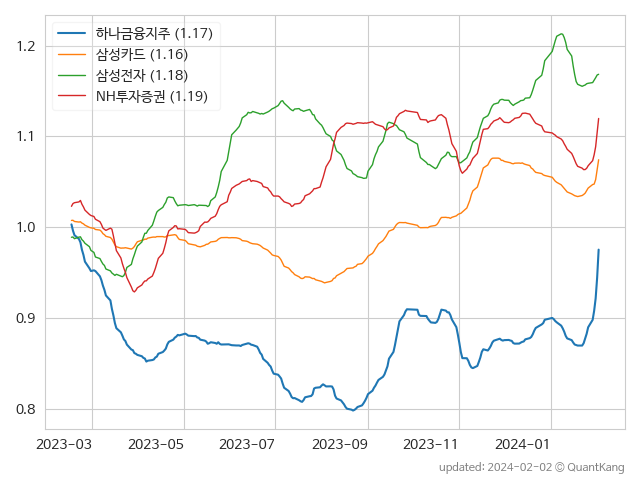 하나금융지주 (1.17)
삼성카드 (1.16)
삼성전자 (1.18)
NH투자증권 (1.19)
1.2
1.1
1.0
0.9
0.8
2023-03 2023-05 2023-07 2023-09 2023-11 2024-01
updated: 2024-02-02 © QuantKang